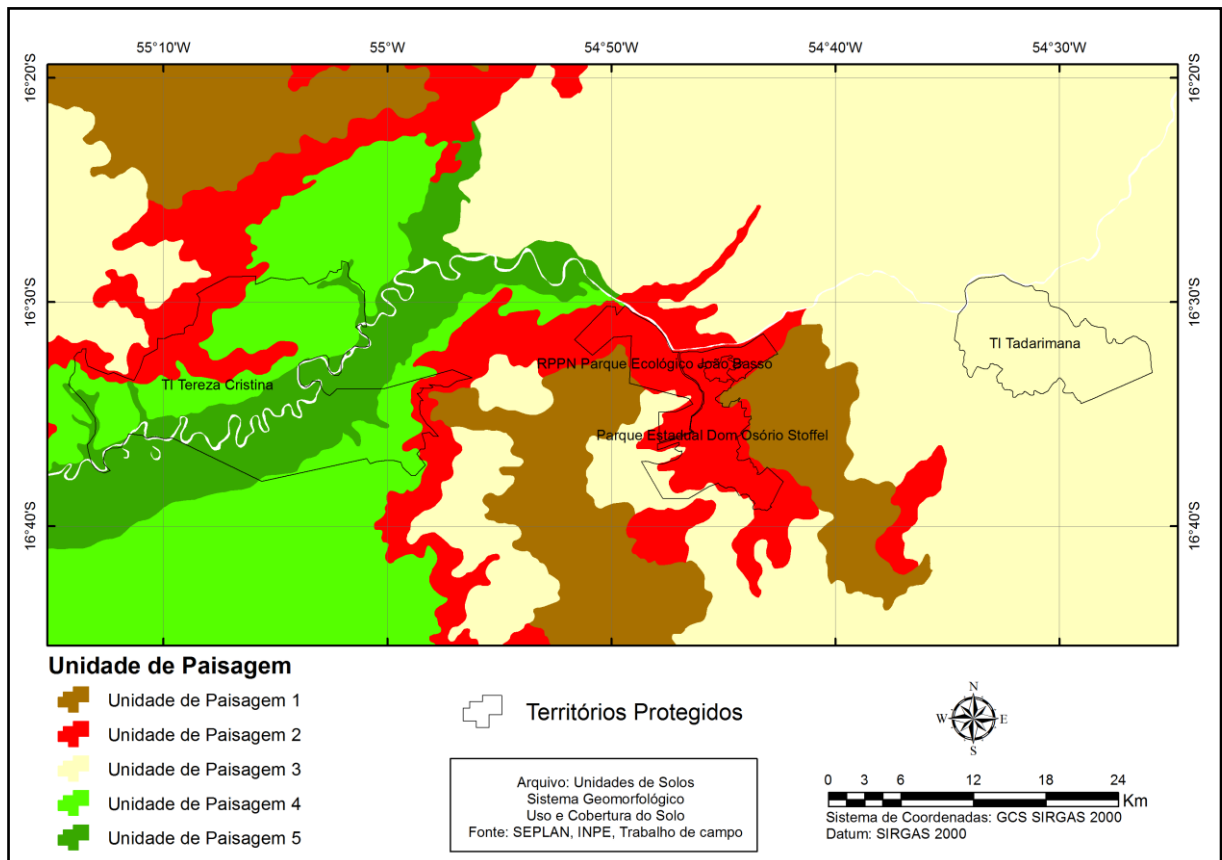 55°10'W 55°W 54°50'W 54°40'W 54°30'W
16°20'S 16°20'S
16°30'S 16°30'S
TI Tadarimana
RPPN Parque Ecológico João Basso
TI Tereza Cristina
Parque Estadual Dom Osório Stoffel
16°40'S 16°40'S
Unidade de Paisagem
Unidade de Paisagem 1
Unidade de Paisagem 2
Unidade de Paisagem 3
Unidade de Paisagem 4
Unidade de Paisagem 5
Territórios Protegidos
Arquivo: Unidades de Solos
Sistema Geomorfológico
Uso e Cobertura do Solo
Fonte: SEPLAN, INPE, Trabalho de campo
N
W E
S
0 3 6 12 18 24
Km
Sistema de Coordenadas: GCS SIRGAS 2000
Datum: SIRGAS 2000